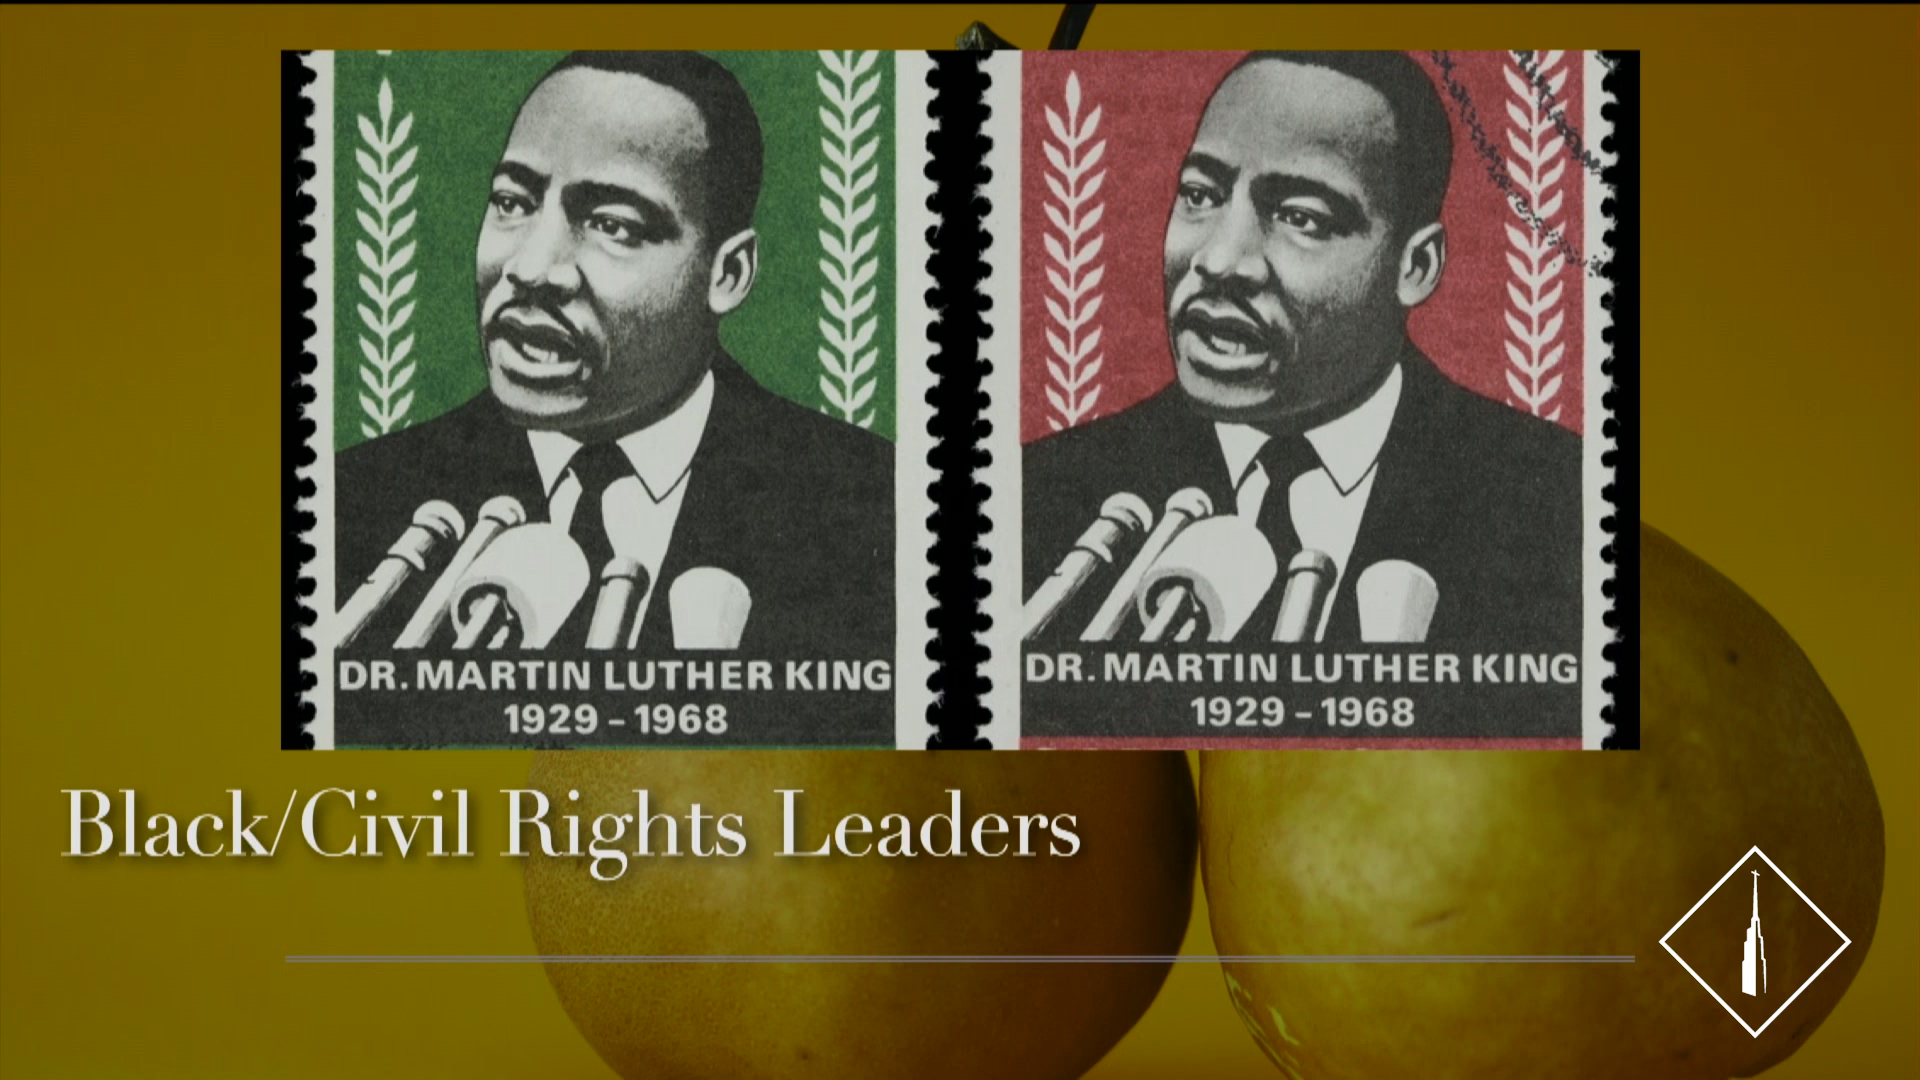 DR. MARTIN LUTHER KING
1929 – 1968
DR. MARTIN LUTHER KING
1929 – 1968
Black/Civil Rights Leaders